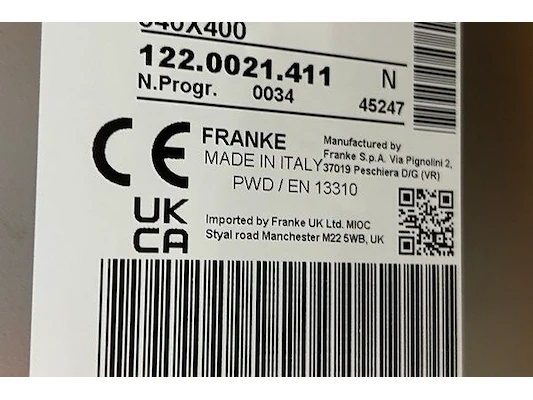 340X400
122.0021.411 N
N.Progr. 0034 45247
CE FRANKE
MADE IN ITALY
PWD / EN 13310
Manufactured by
Franke S.p.A. Via Pignolini 2,
37019 Peschiera D/G (VR)
UK
CA
Imported by Franke UK Ltd. MIOC
Styal road Manchester M22 5WB, UK